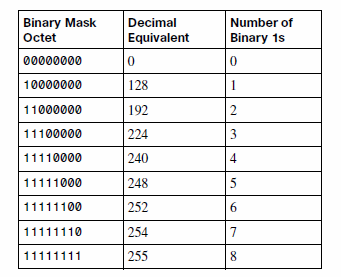 Binary Mask Octet Decimal Equivalent Number of Binary 1s
00000000 0 0
10000000 128 1
11000000 192 2
11100000 224 3
11110000 240 4
11111000 248 5
11111100 252 6
11111110 254 7
11111111 255 8